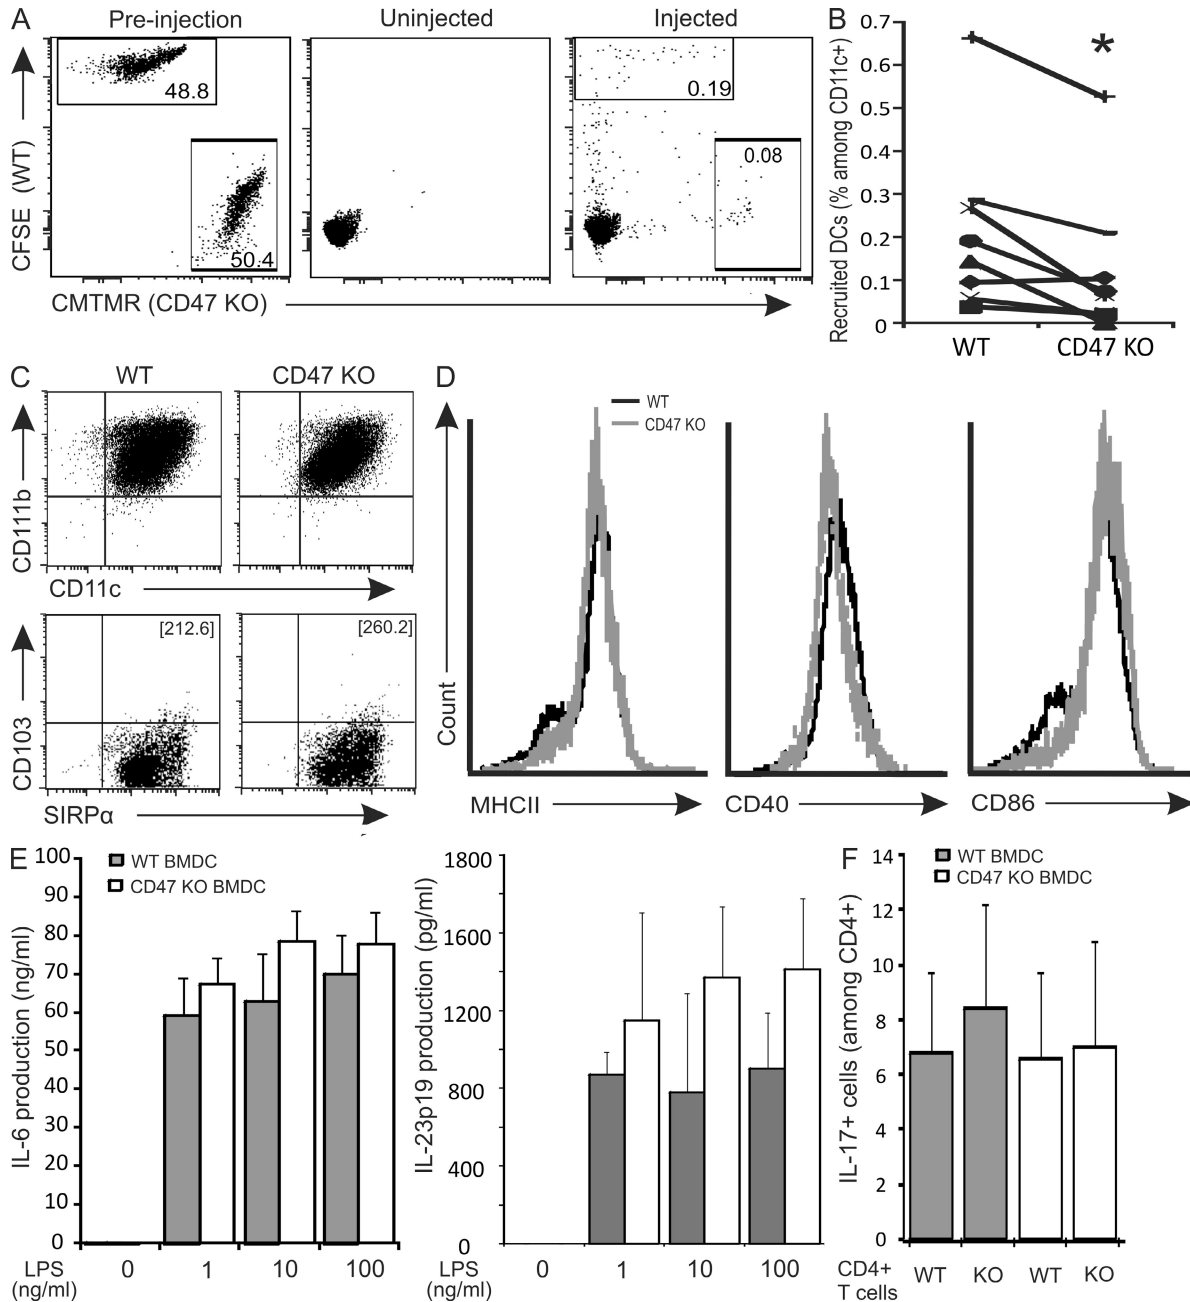 A
Pre-injection
Uninjected
Injected
CFSE (WT)
48.8
50.4
0.19
0.08
CMTMR (CD47 KO)
B
Recruited DCs (% among CD11c+)
0.7
0.6
0.5
0.4
0.3
0.2
0.1
0
*
WT
CD47 KO
C
WT
CD47 KO
CD111b
CD11c
[212.6]
[260.2]
CD103
SIRPα
D
WT
CD47 KO
Count
MHCII
CD40
CD86
E
WT BMDC
CD47 KO BMDC
IL-6 production (ng/ml)
100
90
80
70
60
50
40
30
20
10
0
LPS
(ng/ml)
0
1
10
100
IL-23p19 production (pg/ml)
1800
1600
1200
800
400
0
LPS
(ng/ml)
0
1
10
100
F
WT BMDC
CD47 KO BMDC
IL-17+ cells (among CD4+)
14
12
10
8
6
4
2
0
CD4+
T cells
WT
KO
WT
KO